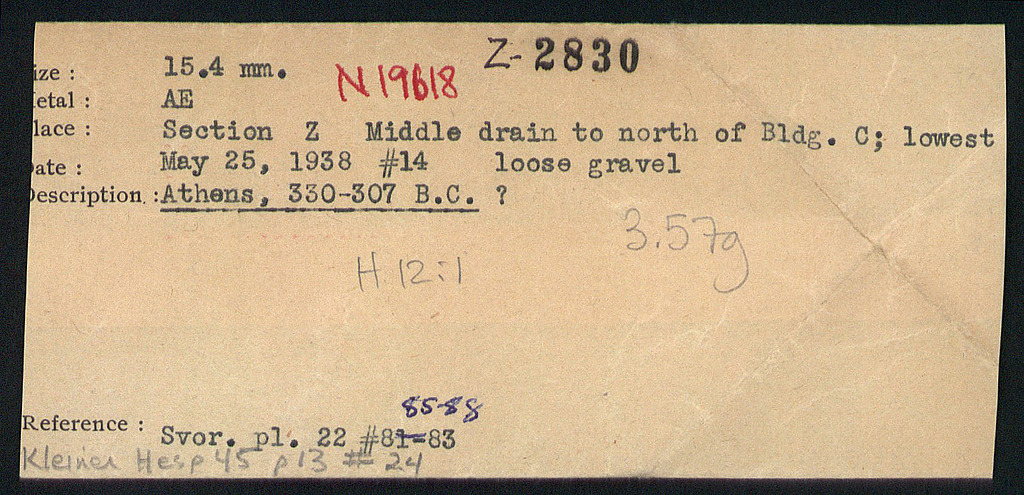 Z-2830
ize : 15.4 mm. N19618
etal : AE
lace : Section Z Middle drain to north of Bldg. C; lowest
ate : May 25, 1938 #14 loose gravel
Description : Athens, 330-307 B.C. ?
3.57g
H 12:1
85-88
Reference : Svor. pl. 22 #81-83
Kleiner Hesp 45 p 13 # 24